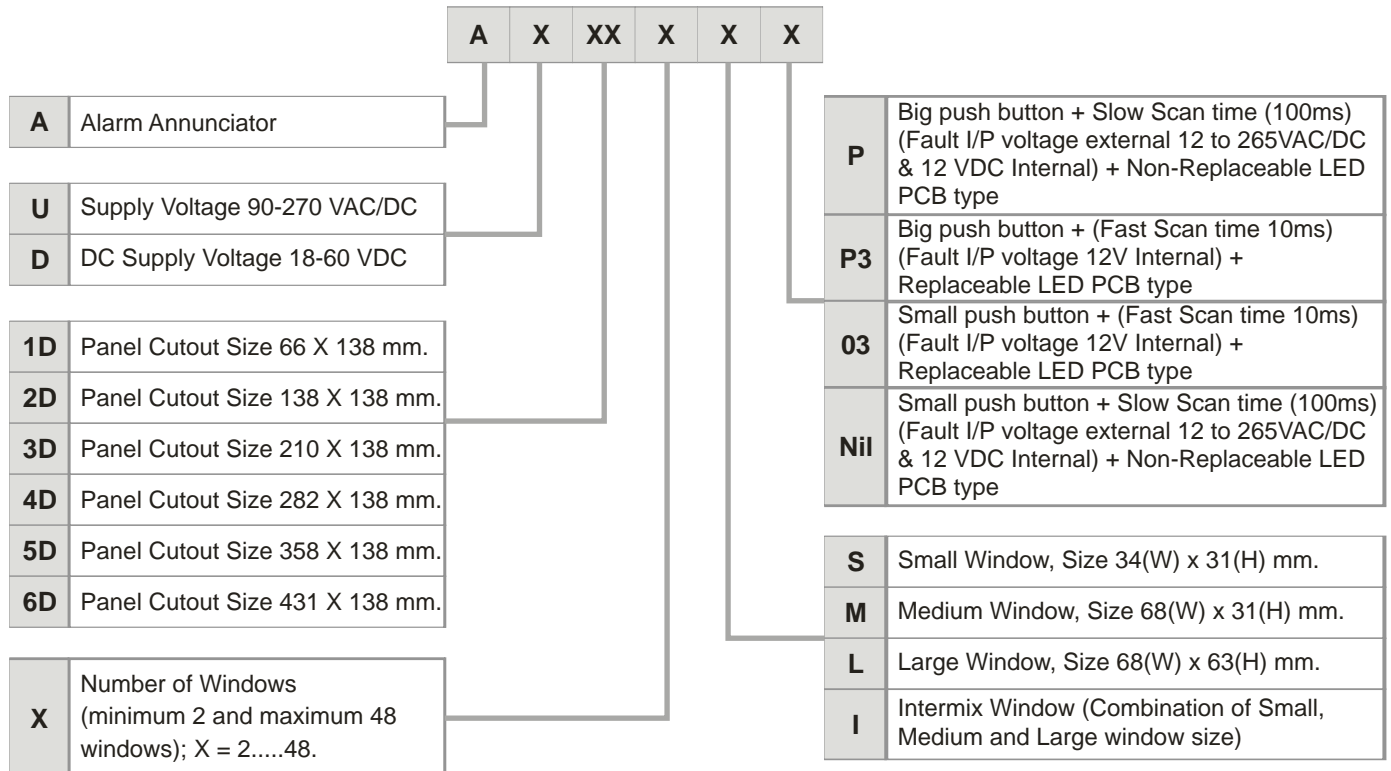 A X XX X X X
A Alarm Annunciator
U Supply Voltage 90-270 VAC/DC
D DC Supply Voltage 18-60 VDC
1D Panel Cutout Size 66 X 138 mm.
2D Panel Cutout Size 138 X 138 mm.
3D Panel Cutout Size 210 X 138 mm.
4D Panel Cutout Size 282 X 138 mm.
5D Panel Cutout Size 358 X 138 mm.
6D Panel Cutout Size 431 X 138 mm.
X
Number of Windows
(minimum 2 and maximum 48
windows); X = 2.....48.
P
Big push button + Slow Scan time (100ms)
(Fault I/P voltage external 12 to 265VAC/DC
& 12 VDC Internal) + Non-Replaceable LED
PCB type
P3
Big push button + (Fast Scan time 10ms)
(Fault I/P voltage 12V Internal) +
Replaceable LED PCB type
03
Small push button + (Fast Scan time 10ms)
(Fault I/P voltage 12V Internal) +
Replaceable LED PCB type
Nil
Small push button + Slow Scan time (100ms)
(Fault I/P voltage external 12 to 265VAC/DC
& 12 VDC Internal) + Non-Replaceable LED
PCB type
S Small Window, Size 34(W) x 31(H) mm.
M Medium Window, Size 68(W) x 31(H) mm.
L Large Window, Size 68(W) x 63(H) mm.
I
Intermix Window (Combination of Small,
Medium and Large window size)